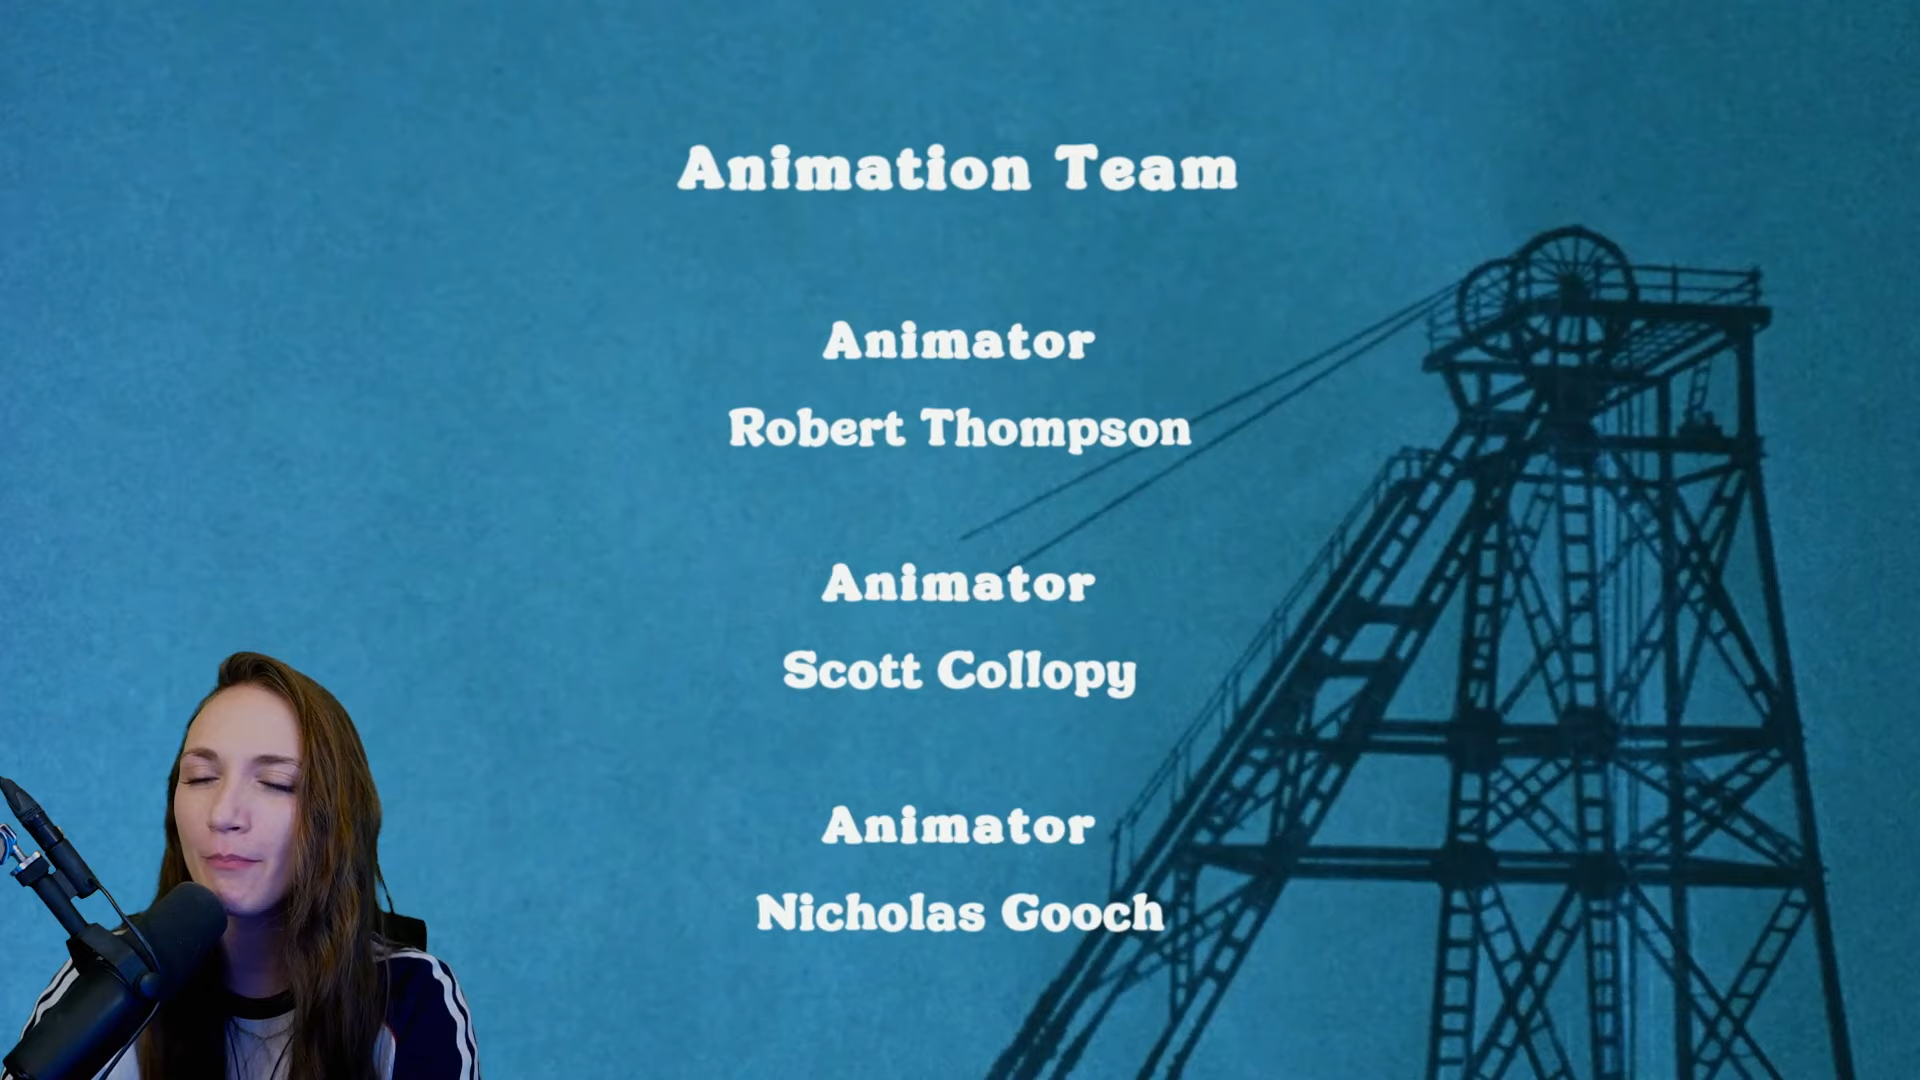 Animation Team
Animator
Robert Thompson
Animator
Scott Collopy
Animator
Nicholas Gooch